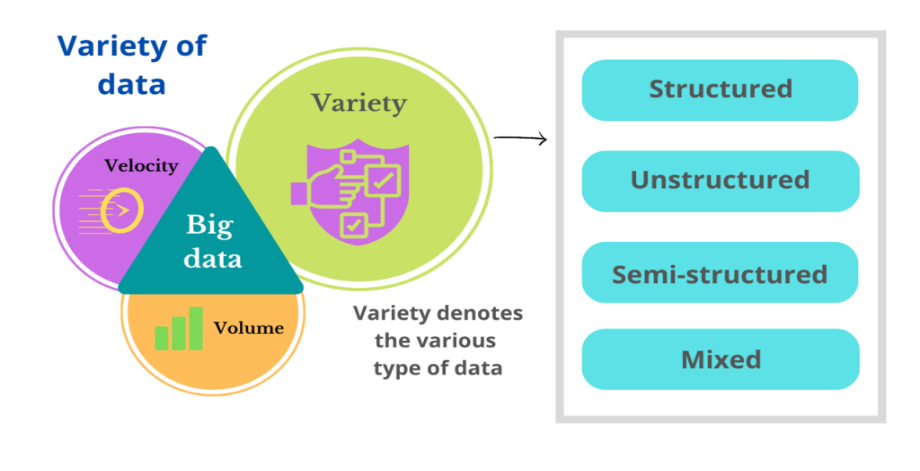 Variety of
data
Variety
Velocity
Big
data
Volume
Variety denotes
the various
type of data
Structured
Unstructured
Semi-structured
Mixed